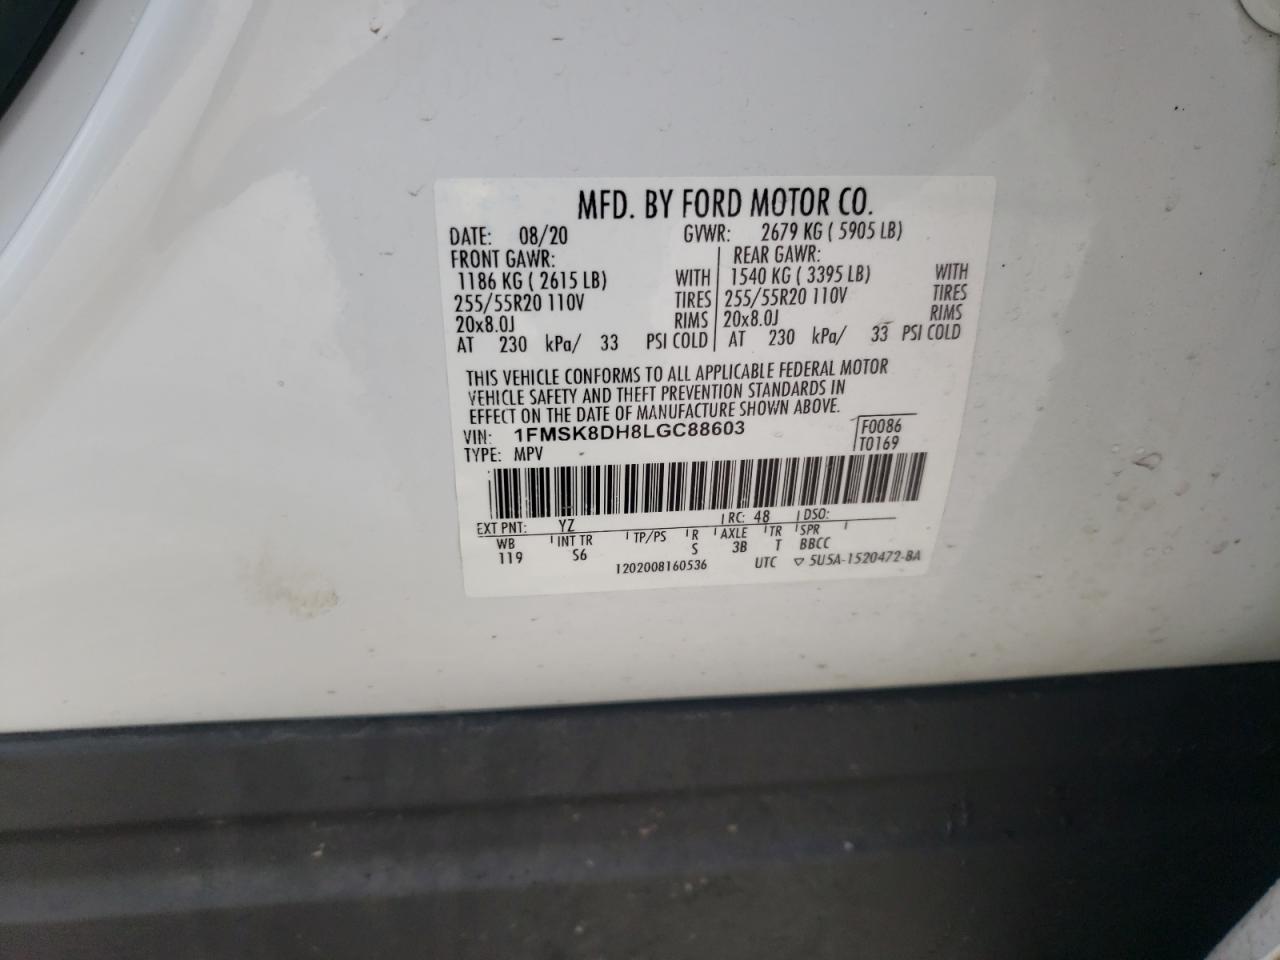 MFD. BY FORD MOTOR CO.
DATE: 08/20 GVWR: 2679 KG ( 5905 LB)
FRONT GAWR: REAR GAWR:
1186 KG ( 2615 LB) WITH 1540 KG ( 3395 LB) WITH
255/55R20 110V TIRES 255/55R20 110V TIRES
20x8.0J RIMS 20x8.0J RIMS
AT 230 kPa/ 33 PSI COLD AT 230 kPa/ 33 PSI COLD
THIS VEHICLE CONFORMS TO ALL APPLICABLE FEDERAL MOTOR
VEHICLE SAFETY AND THEFT PREVENTION STANDARDS IN
EFFECT ON THE DATE OF MANUFACTURE SHOWN ABOVE.
VIN: 1FMSK8DH8LGC88603 F0086
TYPE: MPV T0169
EXT PNT: YZ RC: 48 DSO:
WB INT TR TP/PS R AXLE TR SPR
119 S6 S 3B T BBCC
1202008160536 UTC ▽ 5U5A-1520472-BA